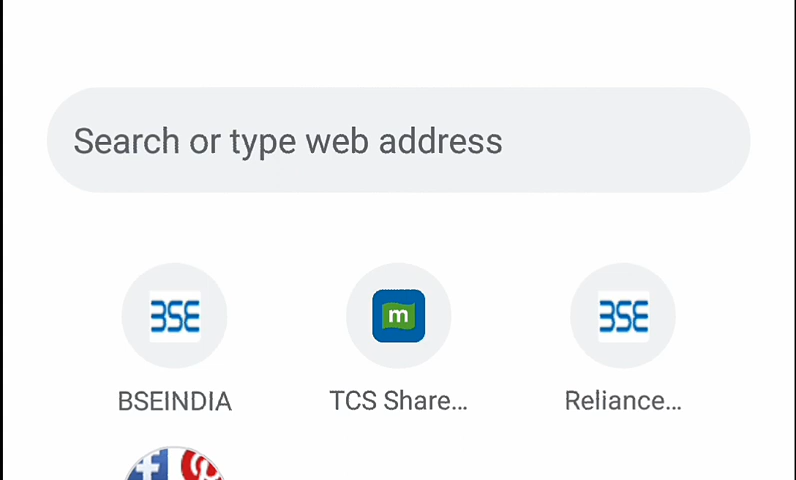 Search or type web address
BSE
m
BSE
BSEINDIA
TCS Share...
Reliance...